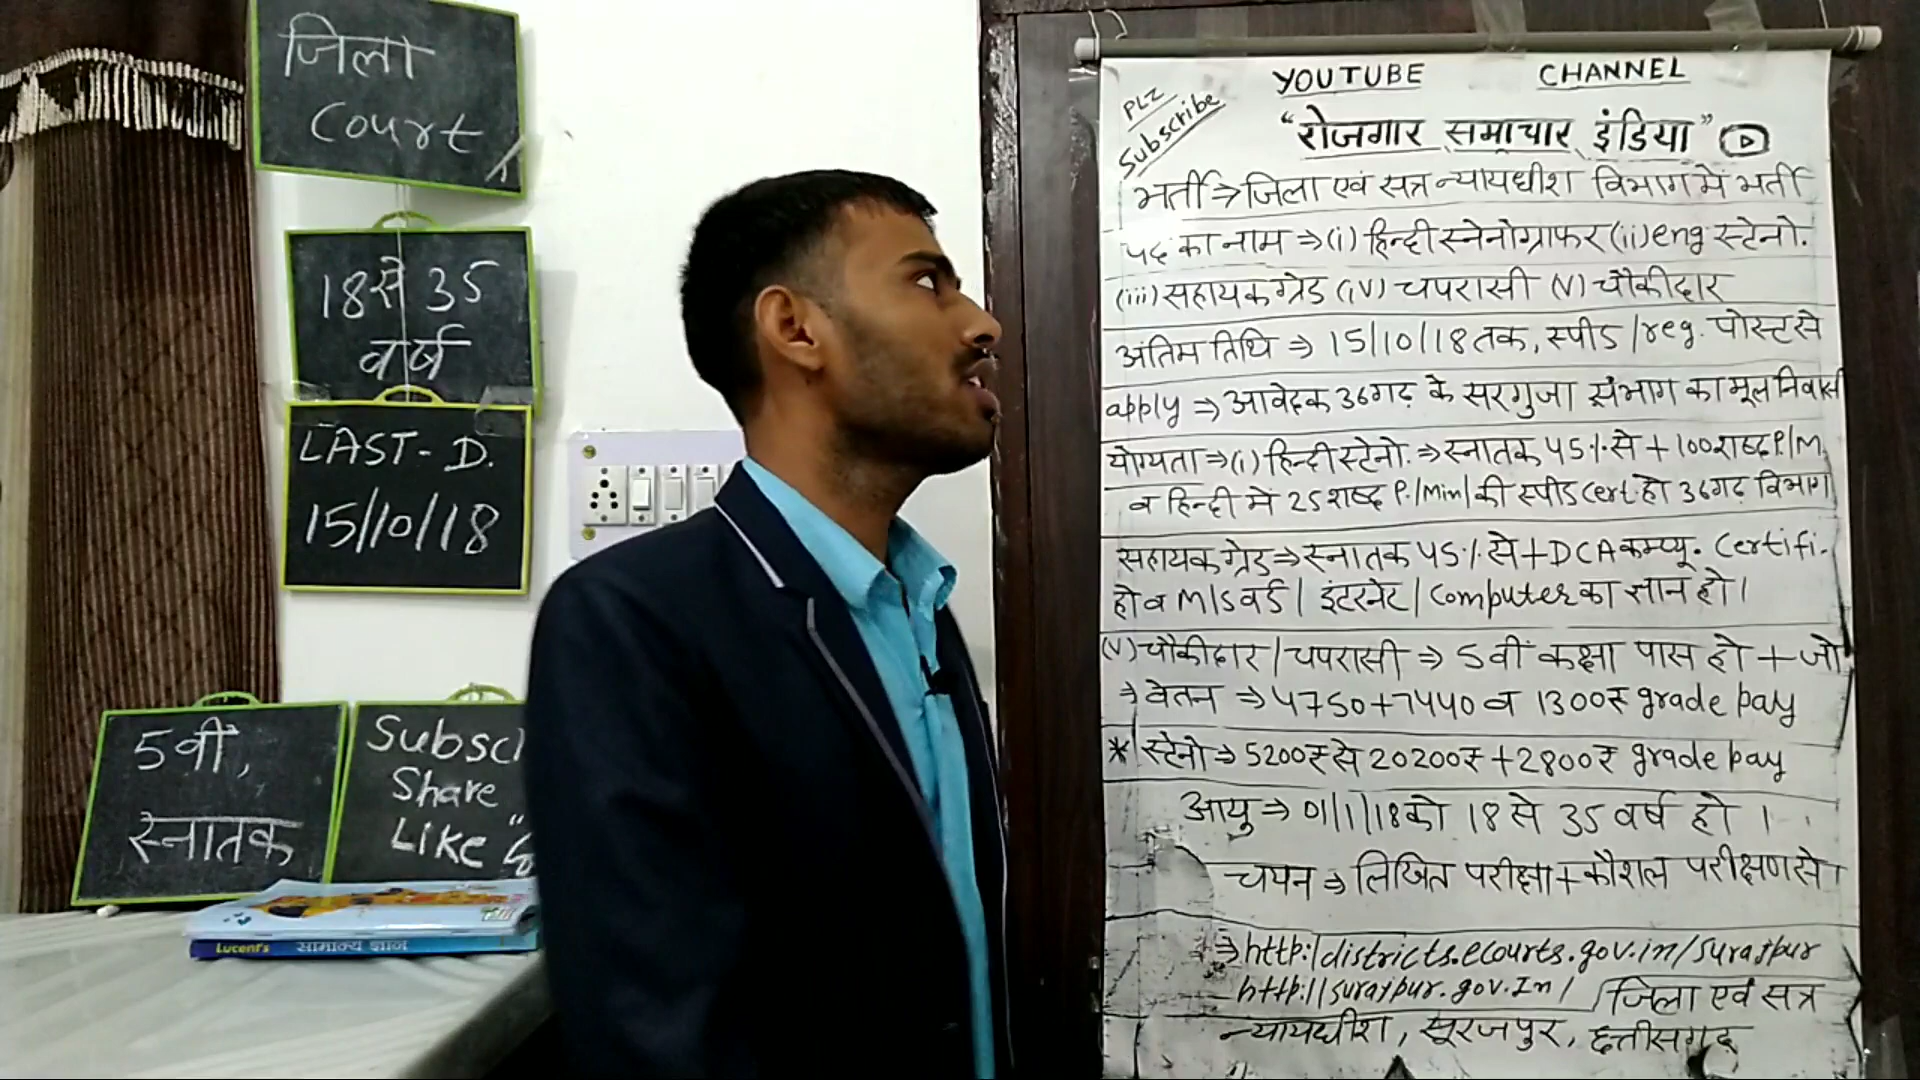 जिला
Court
18से 35
वर्ष
LAST-D.
15/10/18
5वीं,
स्नातक
Subsc
Share
Like
Lucent's सामान्य ज्ञान
PLZ
Subscribe
YOUTUBE CHANNEL
"रोजगार समाचार इंडिया"
भर्ती⇒जिला एवं सत्र न्यायधीश विभाग में भर्ती
पद का नाम ⇒(i) हिन्दी स्नेनोग्राफर (ii) eng स्टेनो.
(iii) सहायक ग्रेड (iv) चपरासी (v) चौकीदार
अंतिम तिथि ⇒ 15/10/18 तक, स्पीड/reg. पोस्ट से
apply ⇒ आवेदक 36गढ़ के सरगुजा संभाग का मूल निवासी
योग्यता⇒(i) हिन्दी स्टेनो.⇒स्नातक 45%से + 100शब्द P/M.
व हिन्दी में 25 शब्द P./Min/की स्पीड cert. हो 36गढ़ विभाग
सहायक ग्रेड⇒स्नातक 45% से + DCA कम्प्यू. Certifi.
हो व M/S वर्ड/इंटरनेट/Computer का ज्ञान हो।
(v) चौकीदार/चपरासी ⇒ 5वीं कक्षा पास हो + जो
⇒ वेतन ⇒ 4750+7440 व 1300₹ grade pay
* स्टेनो⇒ 5200₹ से 20200₹ + 2800₹ grade pay
आयु ⇒ 01/1/18 को 18 से 35 वर्ष हो।
चयन ⇒ लिखित परीक्षा + कौशल परीक्षण से।
⇒http:/districts.ecourts.gov.in/surajpur
http://surajpur.gov.In/ /जिला एवं सत्र
न्यायधीश, सूरजपुर, छत्तीसगढ़